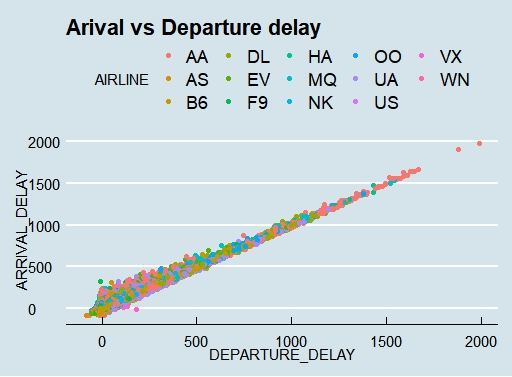 Arival vs Departure delay
AIRLINE
AA DL HA OO VX
AS EV MQ UA WN
B6 F9 NK US
ARRIVAL_DELAY
2000
1500
1000
500
0
0 500 1000 1500 2000
DEPARTURE_DELAY